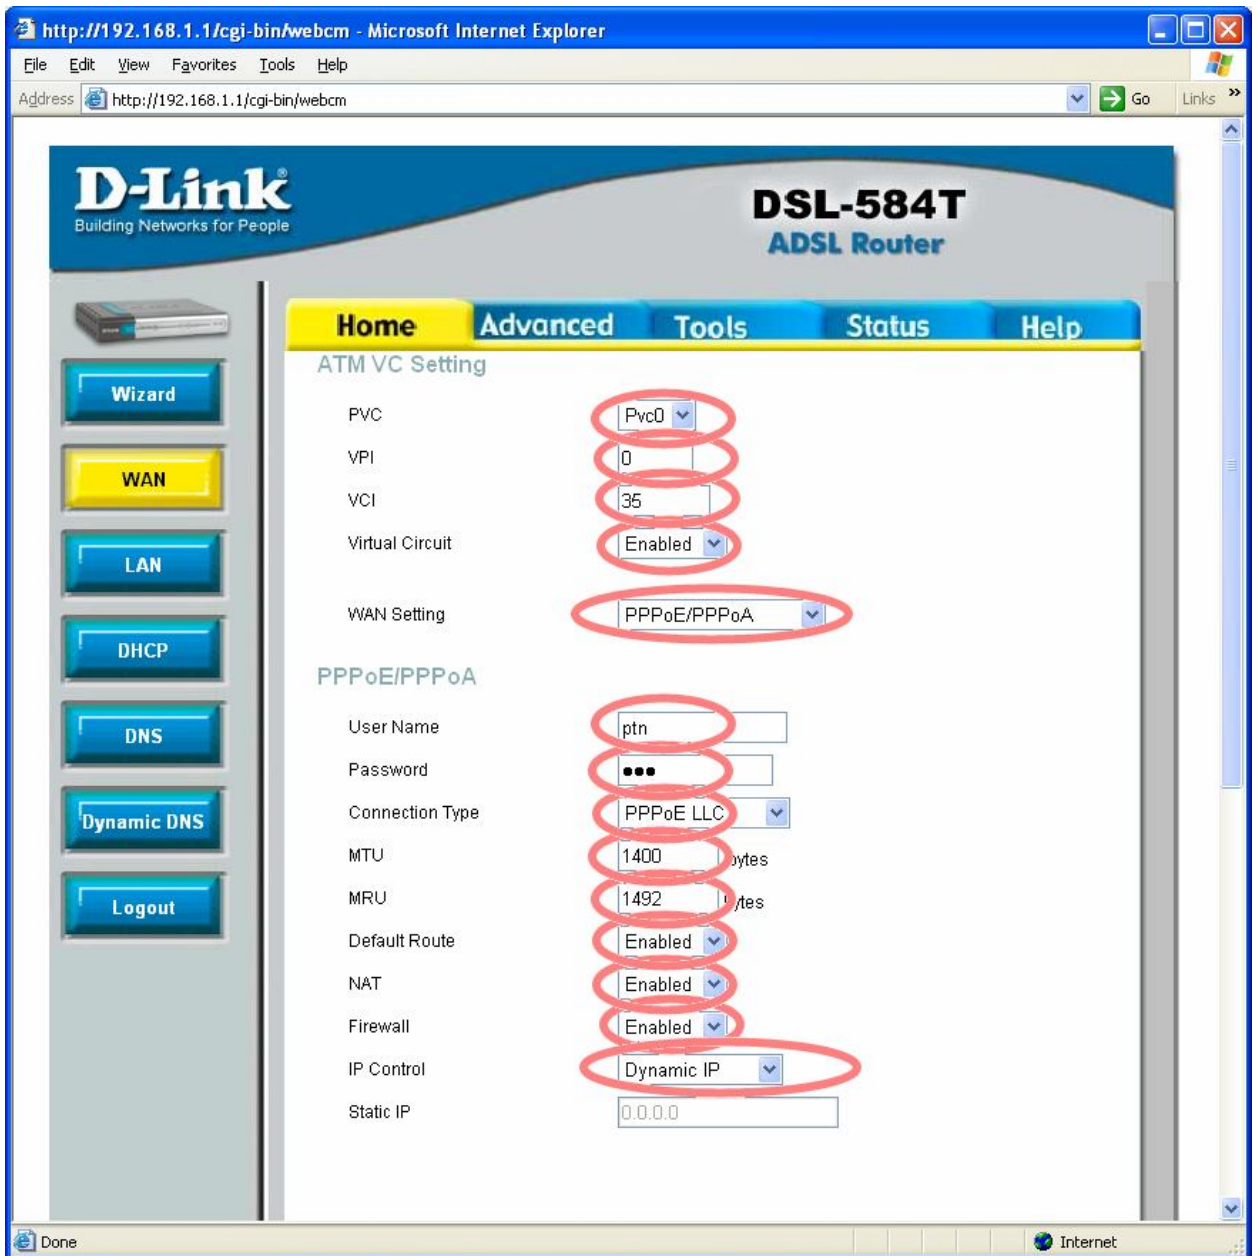 http://192.168.1.1/cgi-bin/webcm - Microsoft Internet Explorer
File Edit View Favorites Tools Help
Address http://192.168.1.1/cgi-bin/webcm Go Links »
D-Link®
Building Networks for People
DSL-584T
ADSL Router
Home Advanced Tools Status Help
Wizard
WAN
LAN
DHCP
DNS
Dynamic DNS
Logout
ATM VC Setting
PVC Pvc0
VPI 0
VCI 35
Virtual Circuit Enabled
WAN Setting PPPoE/PPPoA
PPPoE/PPPoA
User Name ptn
Password ●●●
Connection Type PPPoE LLC
MTU 1400 bytes
MRU 1492 bytes
Default Route Enabled
NAT Enabled
Firewall Enabled
IP Control Dynamic IP
Static IP 0.0.0.0
Done Internet